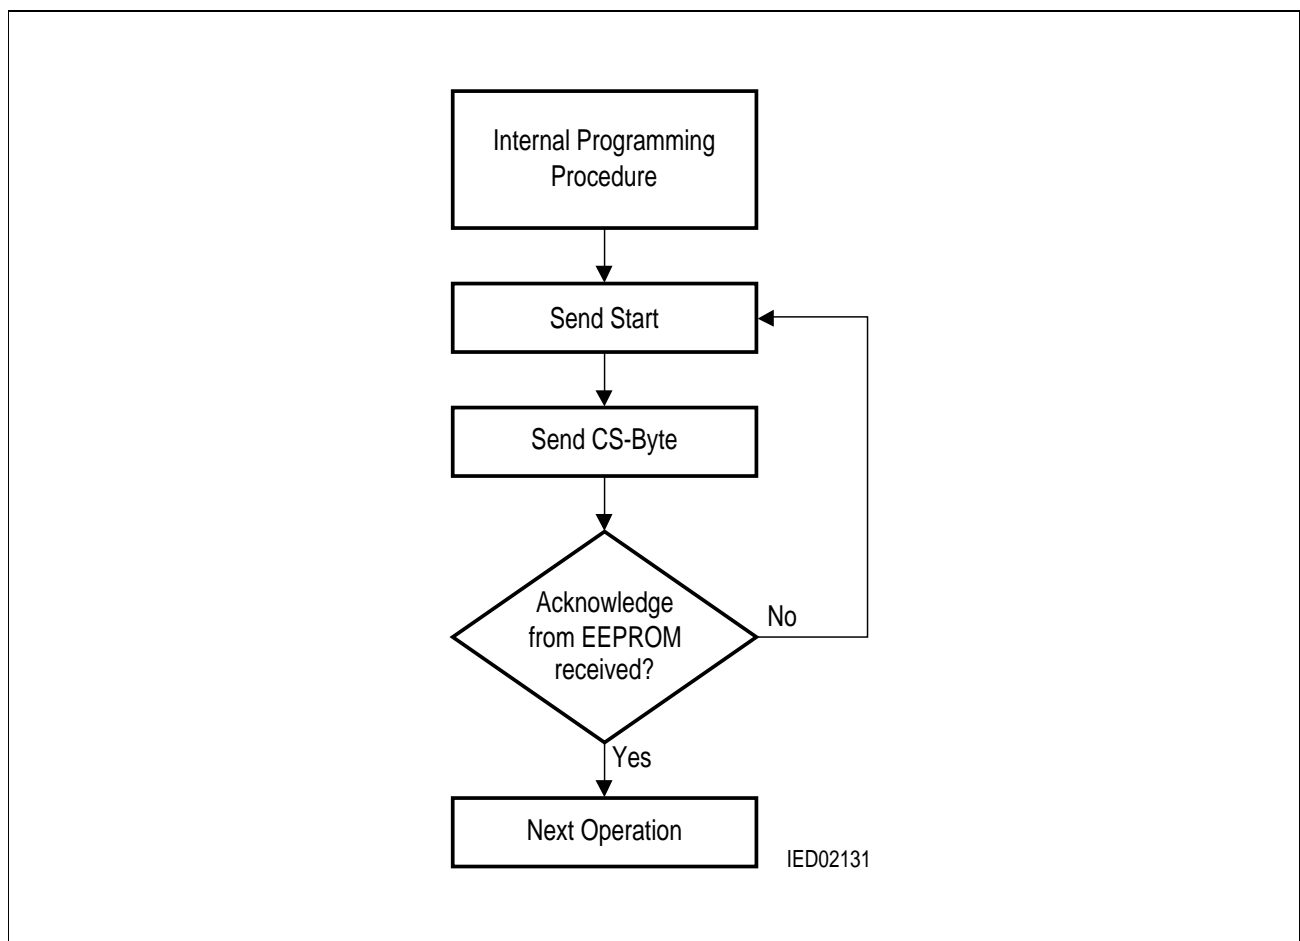 Internal Programming
Procedure
Send Start
Send CS-Byte
Acknowledge
from EEPROM
received?
No
Yes
Next Operation
IED02131